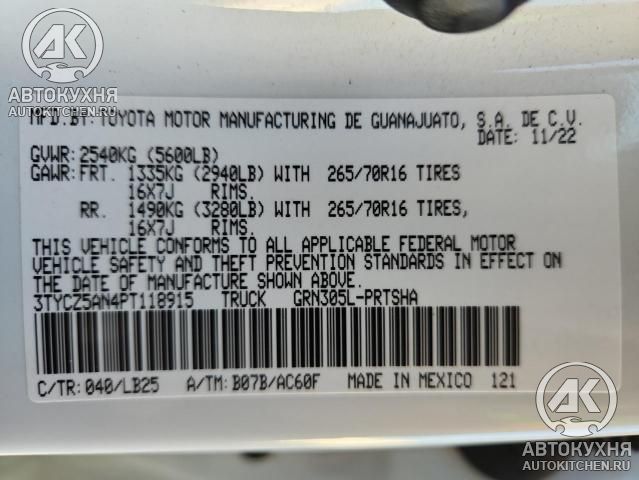 АК
АВТОКУХНЯ
AUTOKITCHEN.RU
MFD.BY:TOYOTA MOTOR MANUFACTURING DE GUANAJUATO, S.A. DE C.V.
DATE: 11/22
GVWR: 2540KG (5600LB)
GAWR:FRT. 1335KG (2940LB) WITH 265/70R16 TIRES
16X7J RIMS.
RR. 1490KG (3280LB) WITH 265/70R16 TIRES,
16X7J RIMS.
THIS VEHICLE CONFORMS TO ALL APPLICABLE FEDERAL MOTOR
VEHICLE SAFETY AND THEFT PREVENTION STANDARDS IN EFFECT ON
THE DATE OF MANUFACTURE SHOWN ABOVE.
3TYCZ5AN4PT118915 TRUCK GRN305L-PRTSHA
C/TR:040/LB25 A/TM:B07B/AC60F MADE IN MEXICO 121
АК
АВТОКУХНЯ
AUTOKITCHEN.RU